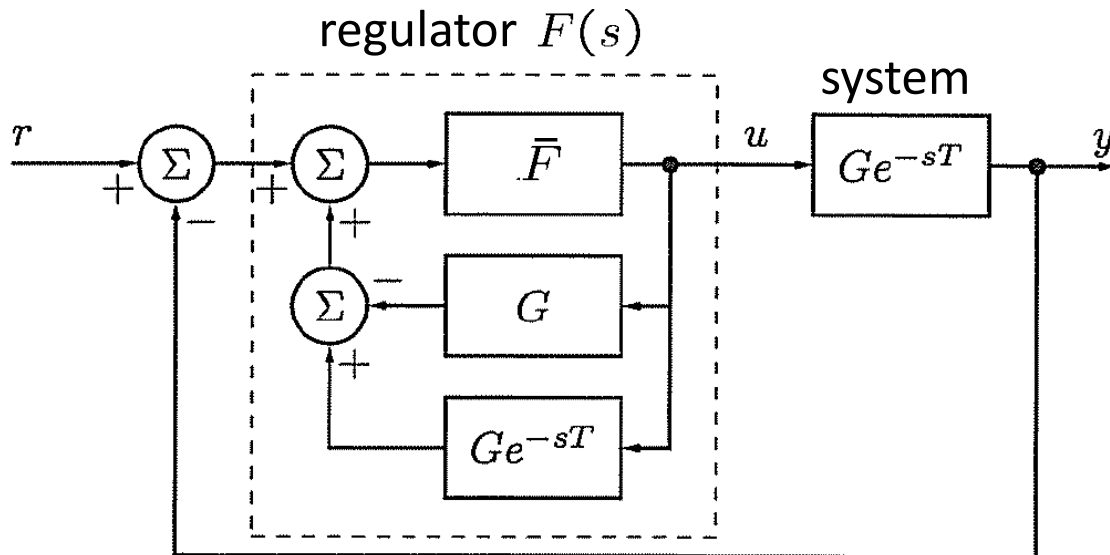 regulator F(s)
system
r
+
Σ
−
+
Σ
+
F̄
u
Ge^{-sT}
y
Σ
−
+
G
Ge^{-sT}